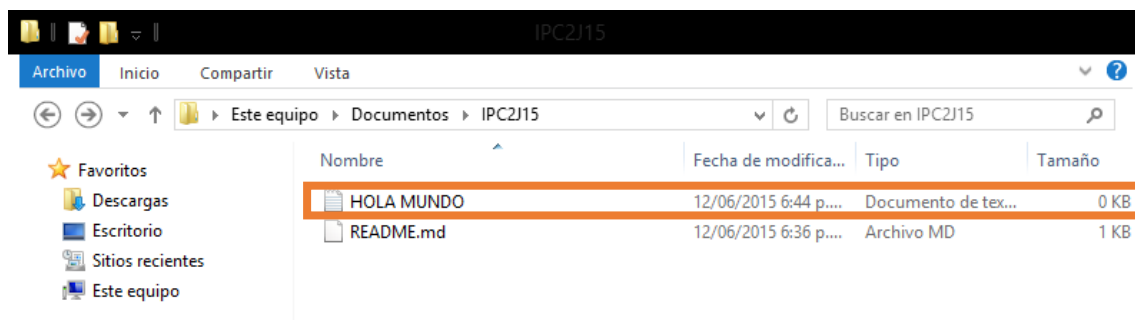 IPC2J15
Archivo Inicio Compartir Vista
Este equipo Documentos IPC2J15 Buscar en IPC2J15
Favoritos
Descargas
Escritorio
Sitios recientes
Este equipo
Nombre Fecha de modifica... Tipo Tamaño
HOLA MUNDO 12/06/2015 6:44 p.... Documento de tex... 0 KB
README.md 12/06/2015 6:36 p.... Archivo MD 1 KB